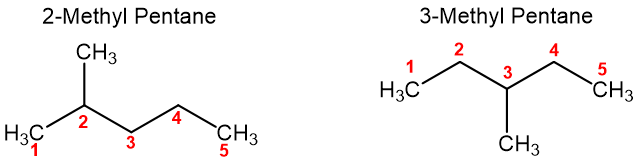 2-Methyl Pentane
CH3
H3C
1
2
3
4
5
CH3
3-Methyl Pentane
1
2
3
4
5
H3C
CH3
CH3